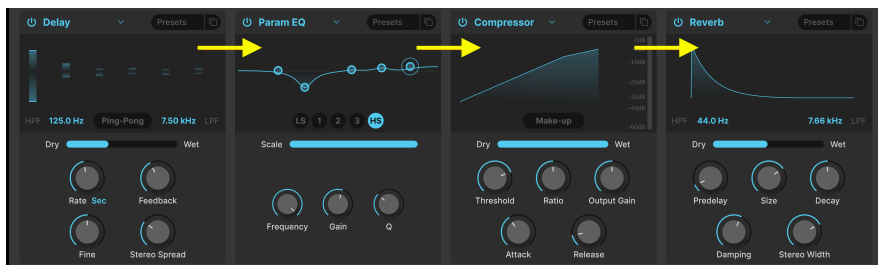 Delay Presets
HPF 125.0 Hz Ping-Pong 7.50 kHz LPF
Dry Wet
Rate Sec Feedback
Fine Stereo Spread
Param EQ Presets
LS 1 2 3 HS
Scale
Frequency Gain Q
Compressor Presets
0dB
-10dB
-20dB
-40dB
-60dB
Make-up
Dry Wet
Threshold Ratio Output Gain
Attack Release
Reverb Presets
HPF 44.0 Hz 7.66 kHz LPF
Dry Wet
Predelay Size Decay
Damping Stereo Width